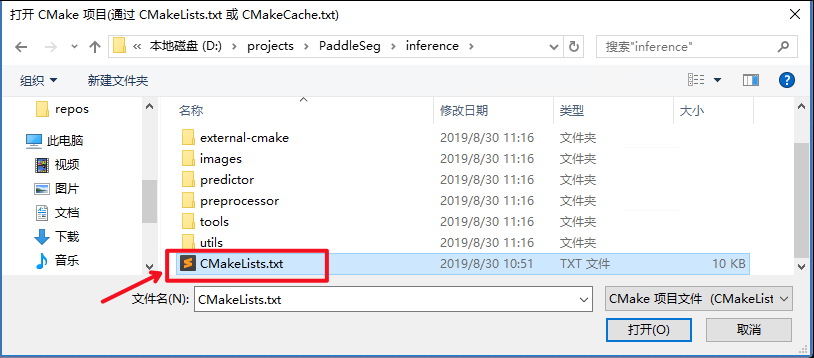 打开 CMake 项目(通过 CMakeLists.txt 或 CMakeCache.txt)
« 本地磁盘 (D:) › projects › PaddleSeg › inference ›
搜索"inference"
组织 新建文件夹
名称 修改日期 类型 大小
repos
此电脑
视频
图片
文档
下载
音乐
external-cmake 2019/8/30 11:16 文件夹
images 2019/8/30 11:16 文件夹
predictor 2019/8/30 11:16 文件夹
preprocessor 2019/8/30 11:16 文件夹
tools 2019/8/30 11:16 文件夹
utils 2019/8/30 11:16 文件夹
CMakeLists.txt 2019/8/30 10:51 TXT 文件 10 KB
文件名(N): CMakeLists.txt CMake 项目文件 (CMakeList
打开(O) 取消